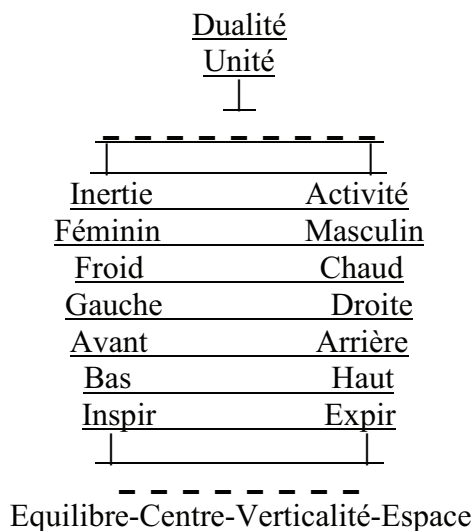 Dualité
Unité
Inertie Activité
Féminin Masculin
Froid Chaud
Gauche Droite
Avant Arrière
Bas Haut
Inspir Expir
Equilibre-Centre-Verticalité-Espace